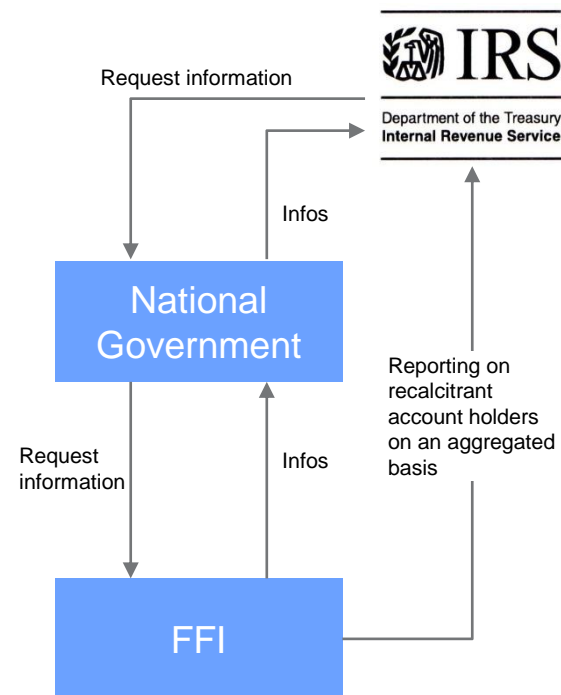 IRS
Request information
Department of the Treasury
Internal Revenue Service
Infos
National
Government
Reporting on
recalcitrant
account holders
on an aggregated
basis
Request
information
Infos
FFI